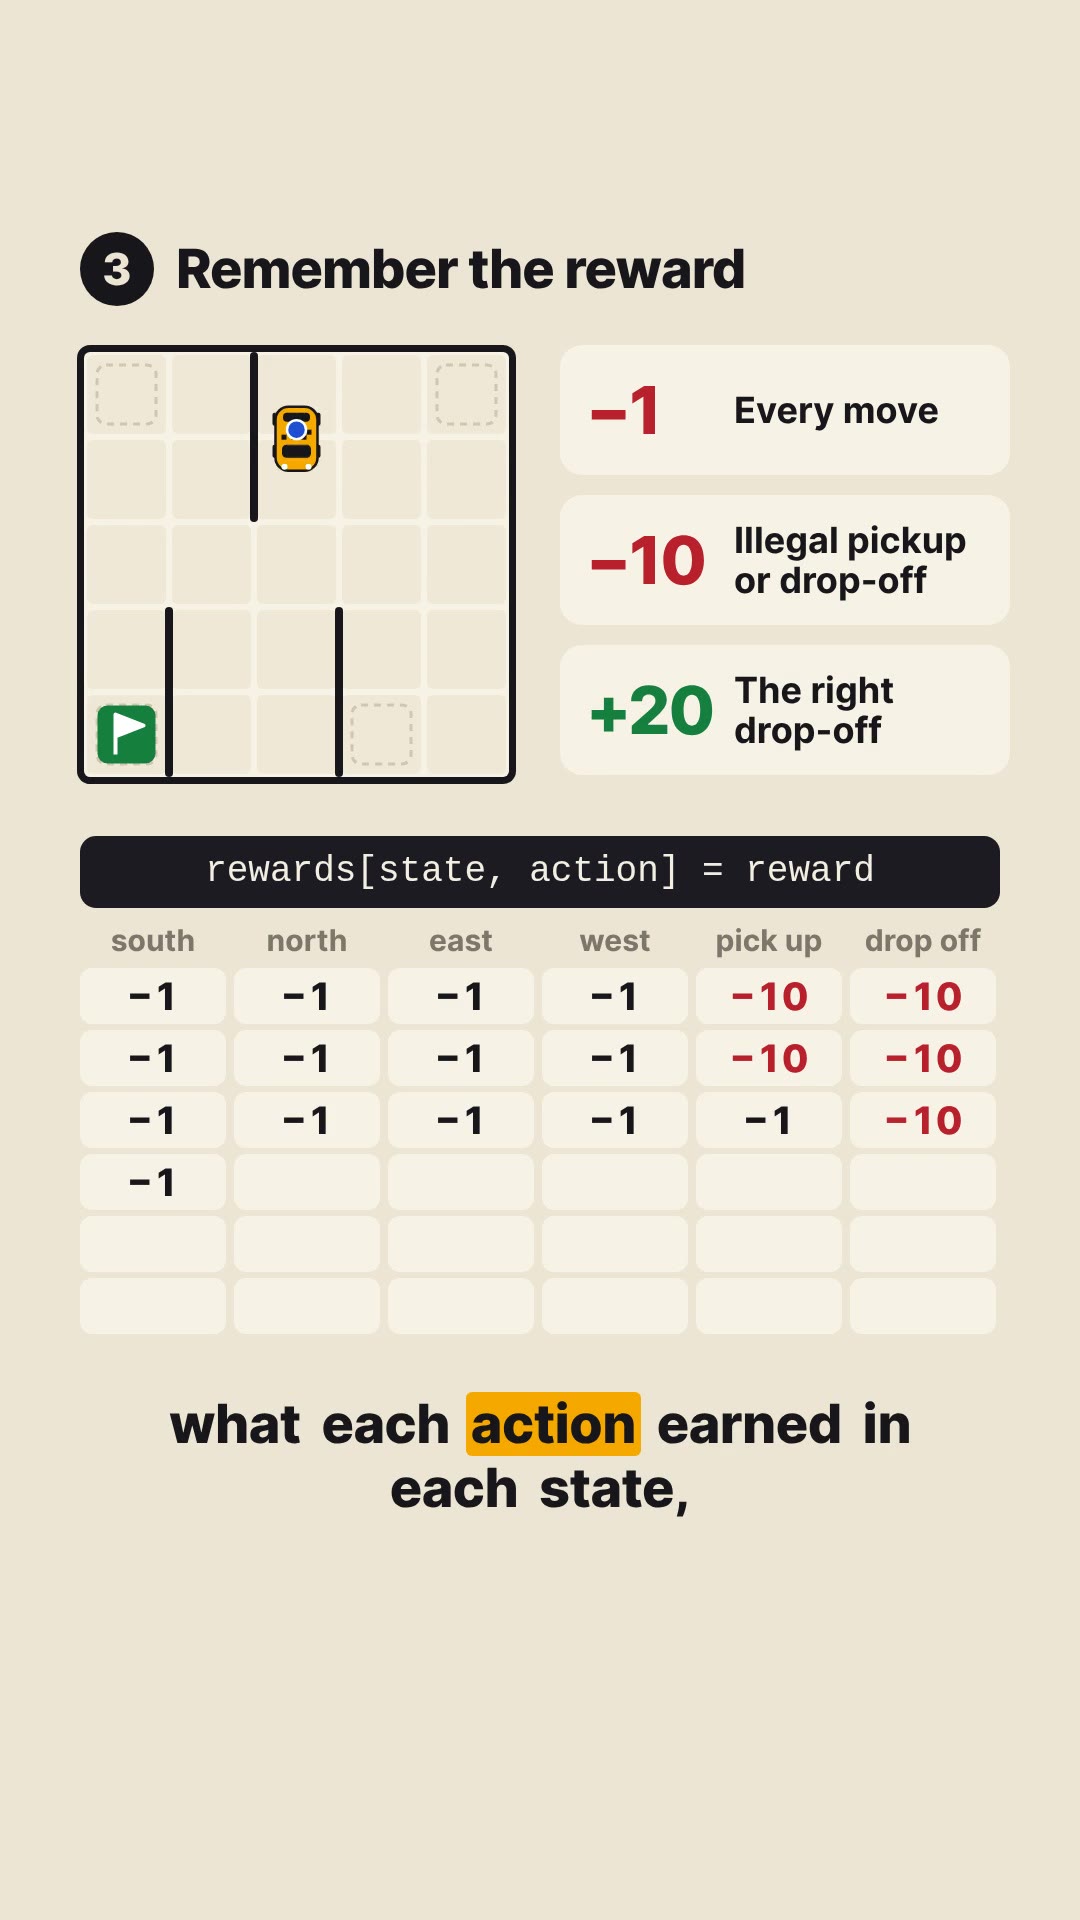 3 Remember the reward
−1 Every move
−10 Illegal pickup
or drop-off
+20 The right
drop-off
rewards[state, action] = reward
south north east west pick up drop off
−1 −1 −1 −1 −10 −10
−1 −1 −1 −1 −10 −10
−1 −1 −1 −1 −1 −10
−1
what each action earned in
each state,